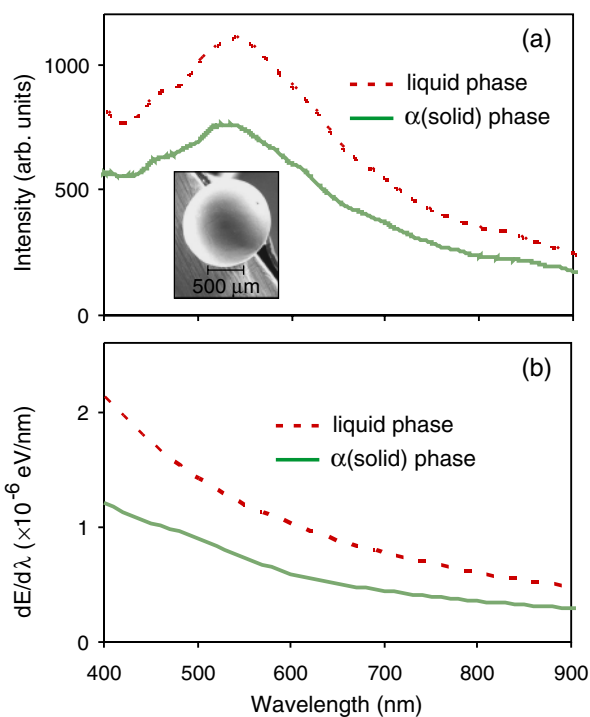 (a)
1000
500
0
Intensity (arb. units)
liquid phase
α(solid) phase
500 μm
(b)
2
1
0
dE/dλ (×10⁻⁶ eV/nm)
liquid phase
α(solid) phase
400 500 600 700 800 900
Wavelength (nm)